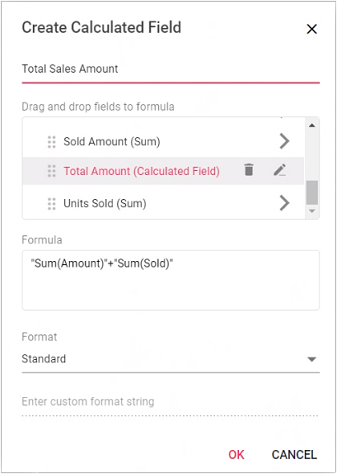 Create Calculated Field
Total Sales Amount
Drag and drop fields to formula
Sold Amount (Sum)
Total Amount (Calculated Field)
Units Sold (Sum)
Formula
"Sum(Amount)"+"Sum(Sold)"
Format
Standard
Enter custom format string
OK CANCEL